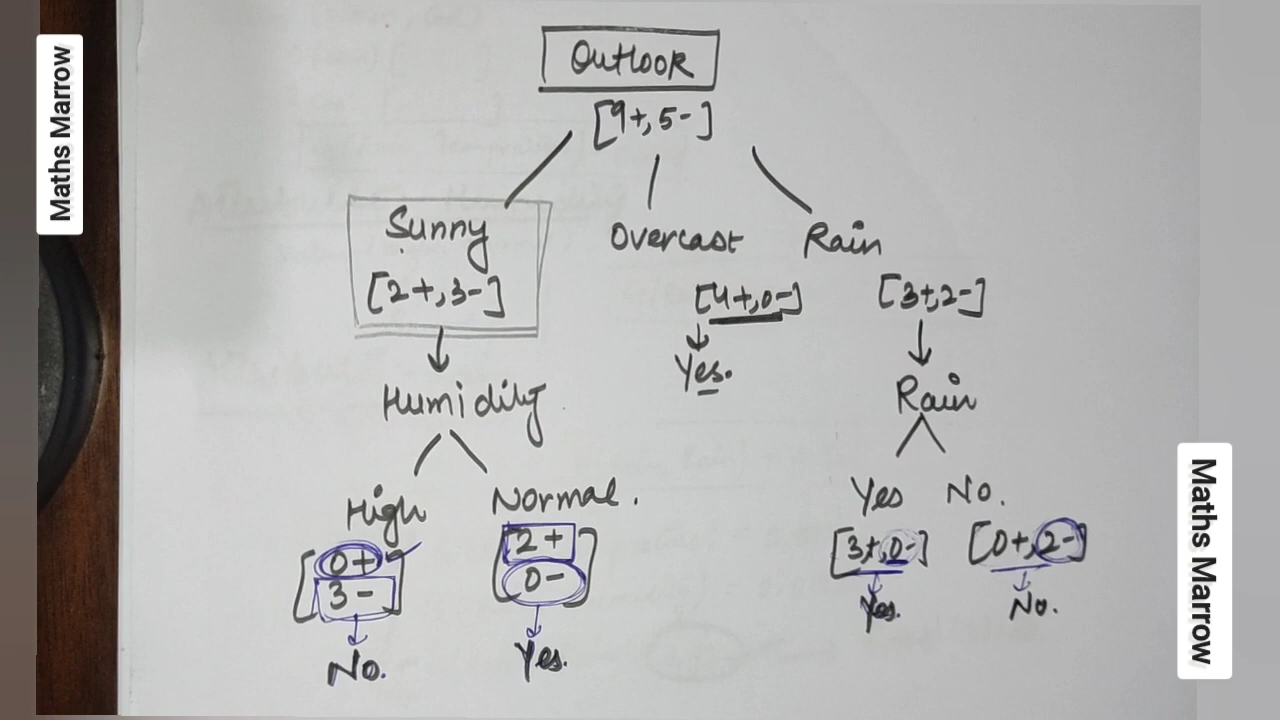 Maths Marrow
Outlook
[9+, 5-]
Sunny
[2+, 3-]
Overcast
[4+, 0-]
Yes.
Rain
[3+, 2-]
Humidity
High
[0+
3-]
No.
Normal.
[2+
0-]
Yes.
Rain
Yes No.
[3+, 0-] [0+, 2-]
Yes. No.
Maths Marrow